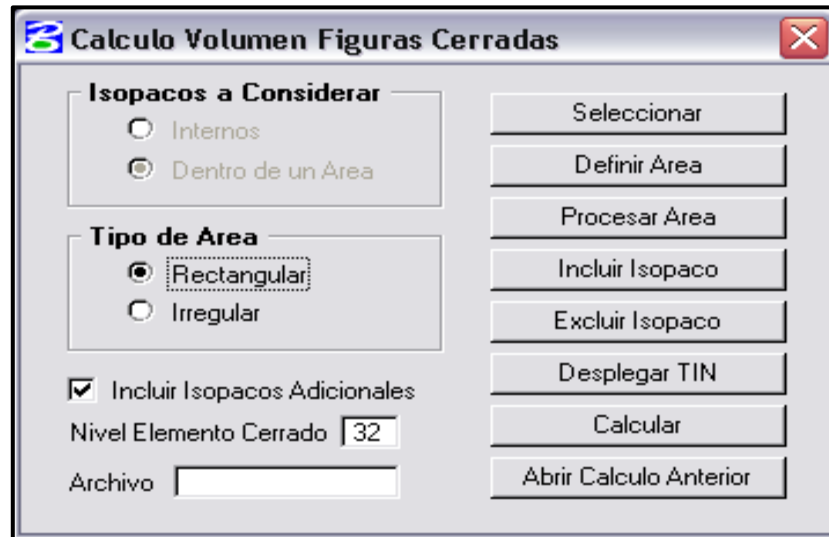 Calculo Volumen Figuras Cerradas
Isopacos a Considerar
Internos
Dentro de un Area
Tipo de Area
Rectangular
Irregular
Incluir Isopacos Adicionales
Nivel Elemento Cerrado 32
Archivo
Seleccionar
Definir Area
Procesar Area
Incluir Isopaco
Excluir Isopaco
Desplegar TIN
Calcular
Abrir Calculo Anterior